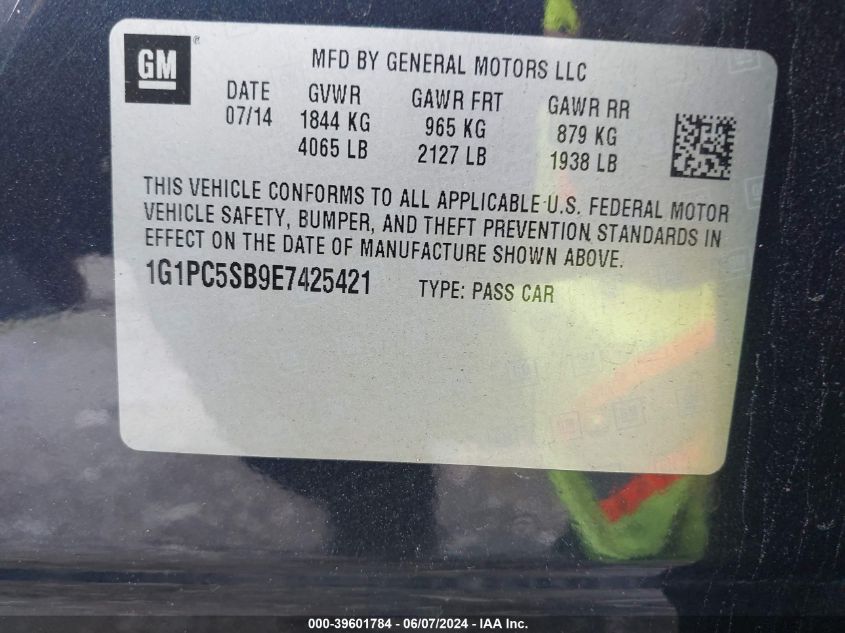 GM ®
MFD BY GENERAL MOTORS LLC
DATE GVWR GAWR FRT GAWR RR
07/14 1844 KG 965 KG 879 KG
4065 LB 2127 LB 1938 LB
THIS VEHICLE CONFORMS TO ALL APPLICABLE U.S. FEDERAL MOTOR
VEHICLE SAFETY, BUMPER, AND THEFT PREVENTION STANDARDS IN
EFFECT ON THE DATE OF MANUFACTURE SHOWN ABOVE.
1G1PC5SB9E7425421 TYPE: PASS CAR
000-39601784 - 06/07/2024 - IAA Inc.